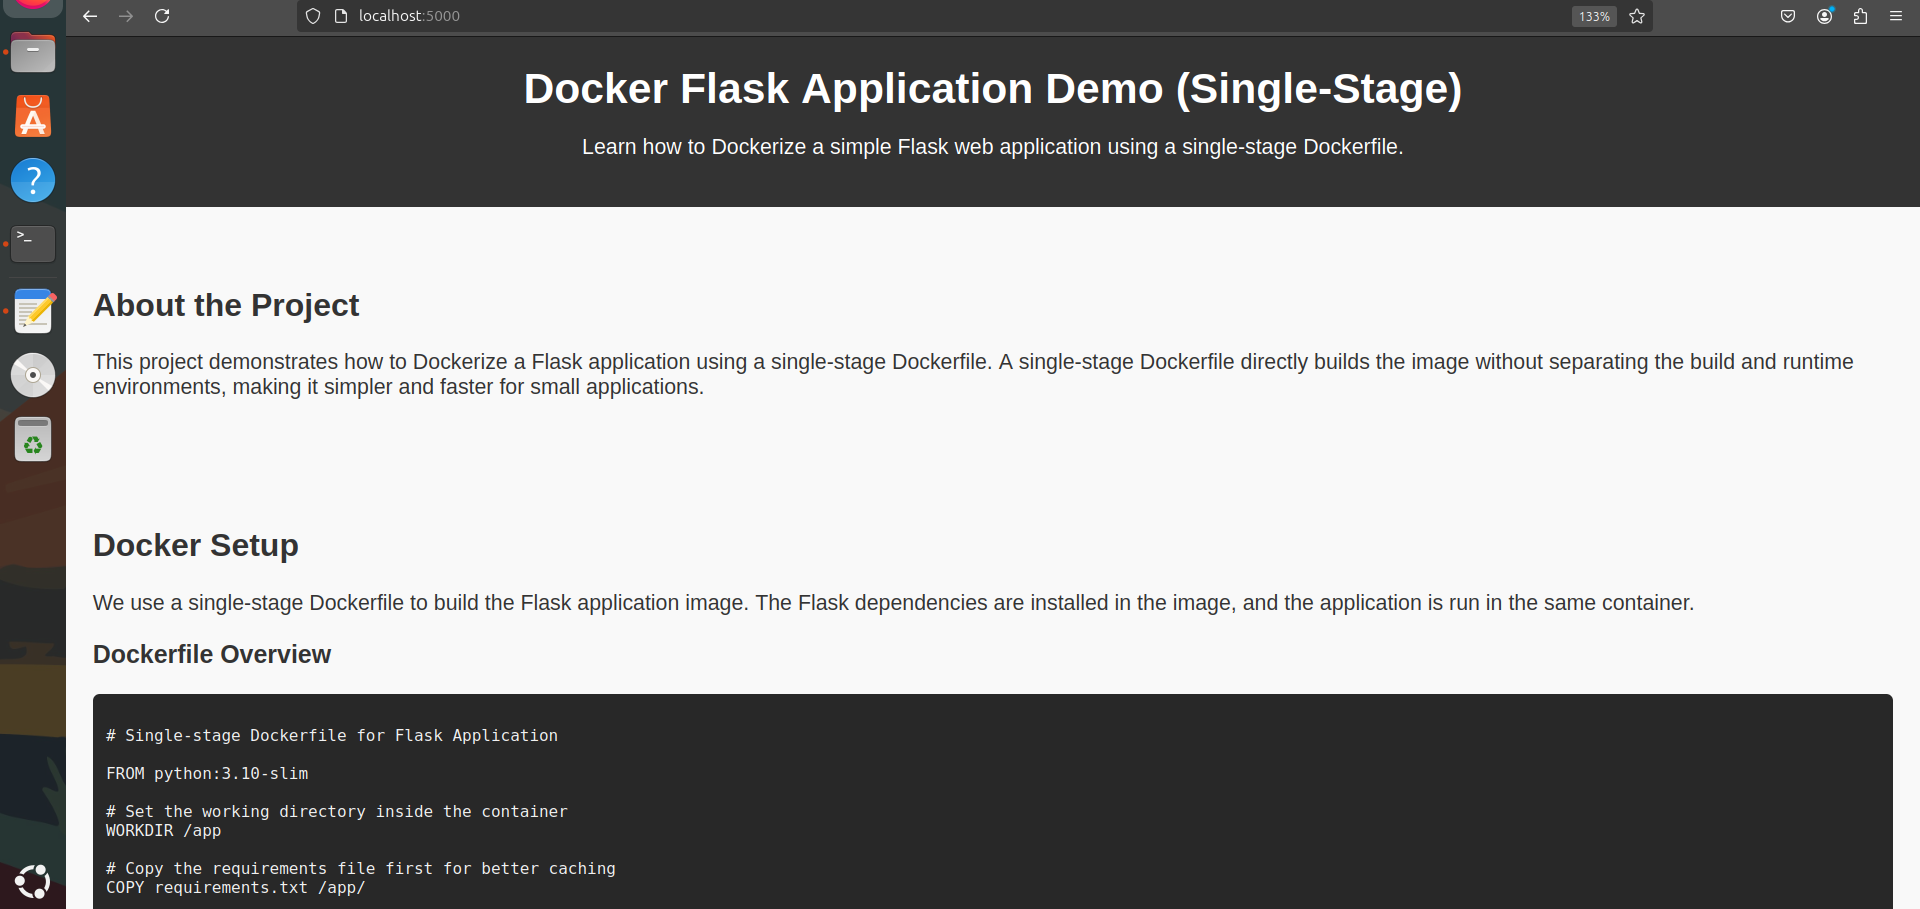 localhost:5000
133%
Docker Flask Application Demo (Single-Stage)
Learn how to Dockerize a simple Flask web application using a single-stage Dockerfile.
About the Project
This project demonstrates how to Dockerize a Flask application using a single-stage Dockerfile. A single-stage Dockerfile directly builds the image without separating the build and runtime
environments, making it simpler and faster for small applications.
Docker Setup
We use a single-stage Dockerfile to build the Flask application image. The Flask dependencies are installed in the image, and the application is run in the same container.
Dockerfile Overview
# Single-stage Dockerfile for Flask Application
FROM python:3.10-slim
# Set the working directory inside the container
WORKDIR /app
# Copy the requirements file first for better caching
COPY requirements.txt /app/